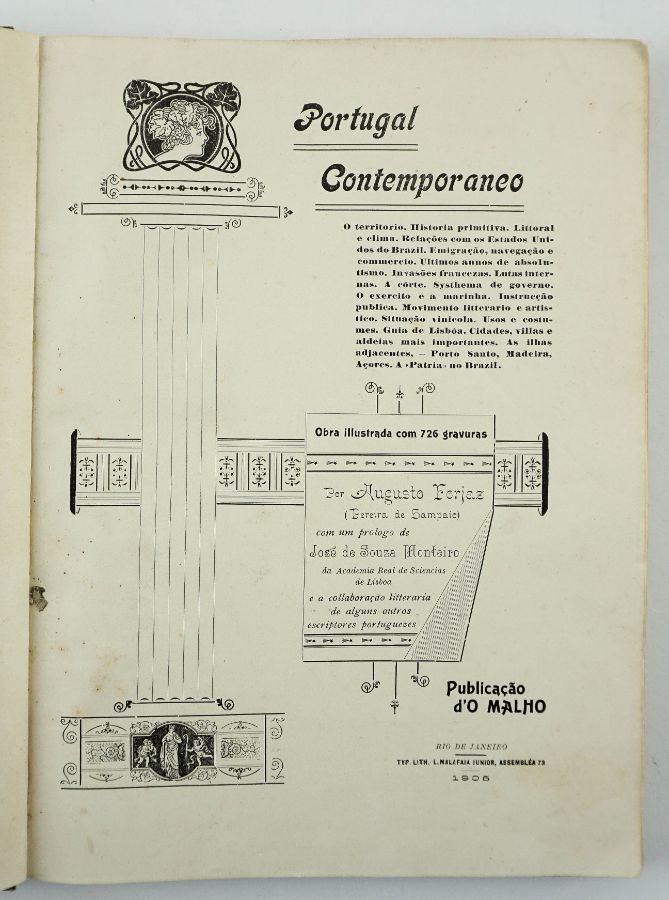 Portugal
Contemporaneo
O territorio. Historia primitiva. Littoral
e clima. Relações com os Estados Uni-
dos do Brazil. Emigração, navegação e
commercio. Ultimos annos de absolu-
tismo. Invasões francezas. Lutas inter-
nas. A côrte. Systhema de governo.
O exercito e a marinha. Instrucção
publica. Movimento litterario e artis-
tico. Situação vinicola. Usos e costu-
mes. Guia de Lisbôa. Cidades, villas e
aldeias mais importantes. As ilhas
adjacentes, — Porto Santo, Madeira,
Açores. A «Patria» no Brazil.
Obra illustrada com 726 gravuras
Por Augusto Forjaz
(Pereira de Sampaio)
com um prologo de
José de Souza Monteiro
da Academia Real de Sciencias
de Lisboa
e a collaboração litteraria
de alguns outros
escriptores portuguezes
Publicação
d'O MALHO
RIO DE JANEIRO
TYP. LITH. L. MALAFAIA JUNIOR, ASSEMBLÉA 73
1905